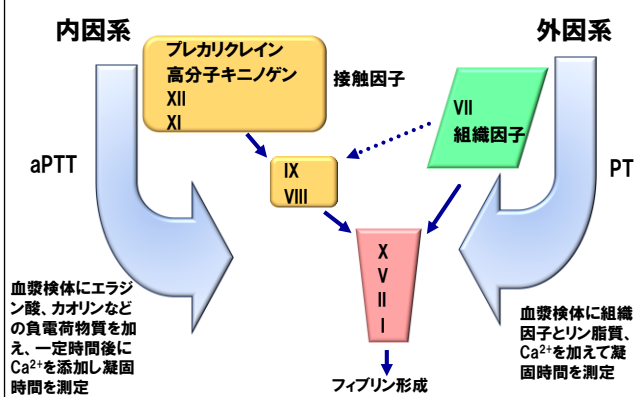 内因系
外因系
プレカリクレイン
高分子キニノゲン
XII
XI
接触因子
VII
組織因子
aPTT
IX
VIII
PT
X
V
II
I
血漿検体にエラジ
ン酸、カオリンなど
の負電荷物質を加
え、一定時間後に
Ca²⁺を添加し凝固
時間を測定
血漿検体に組織
因子とリン脂質、
Ca²⁺を加えて凝
固時間を測定
フィブリン形成